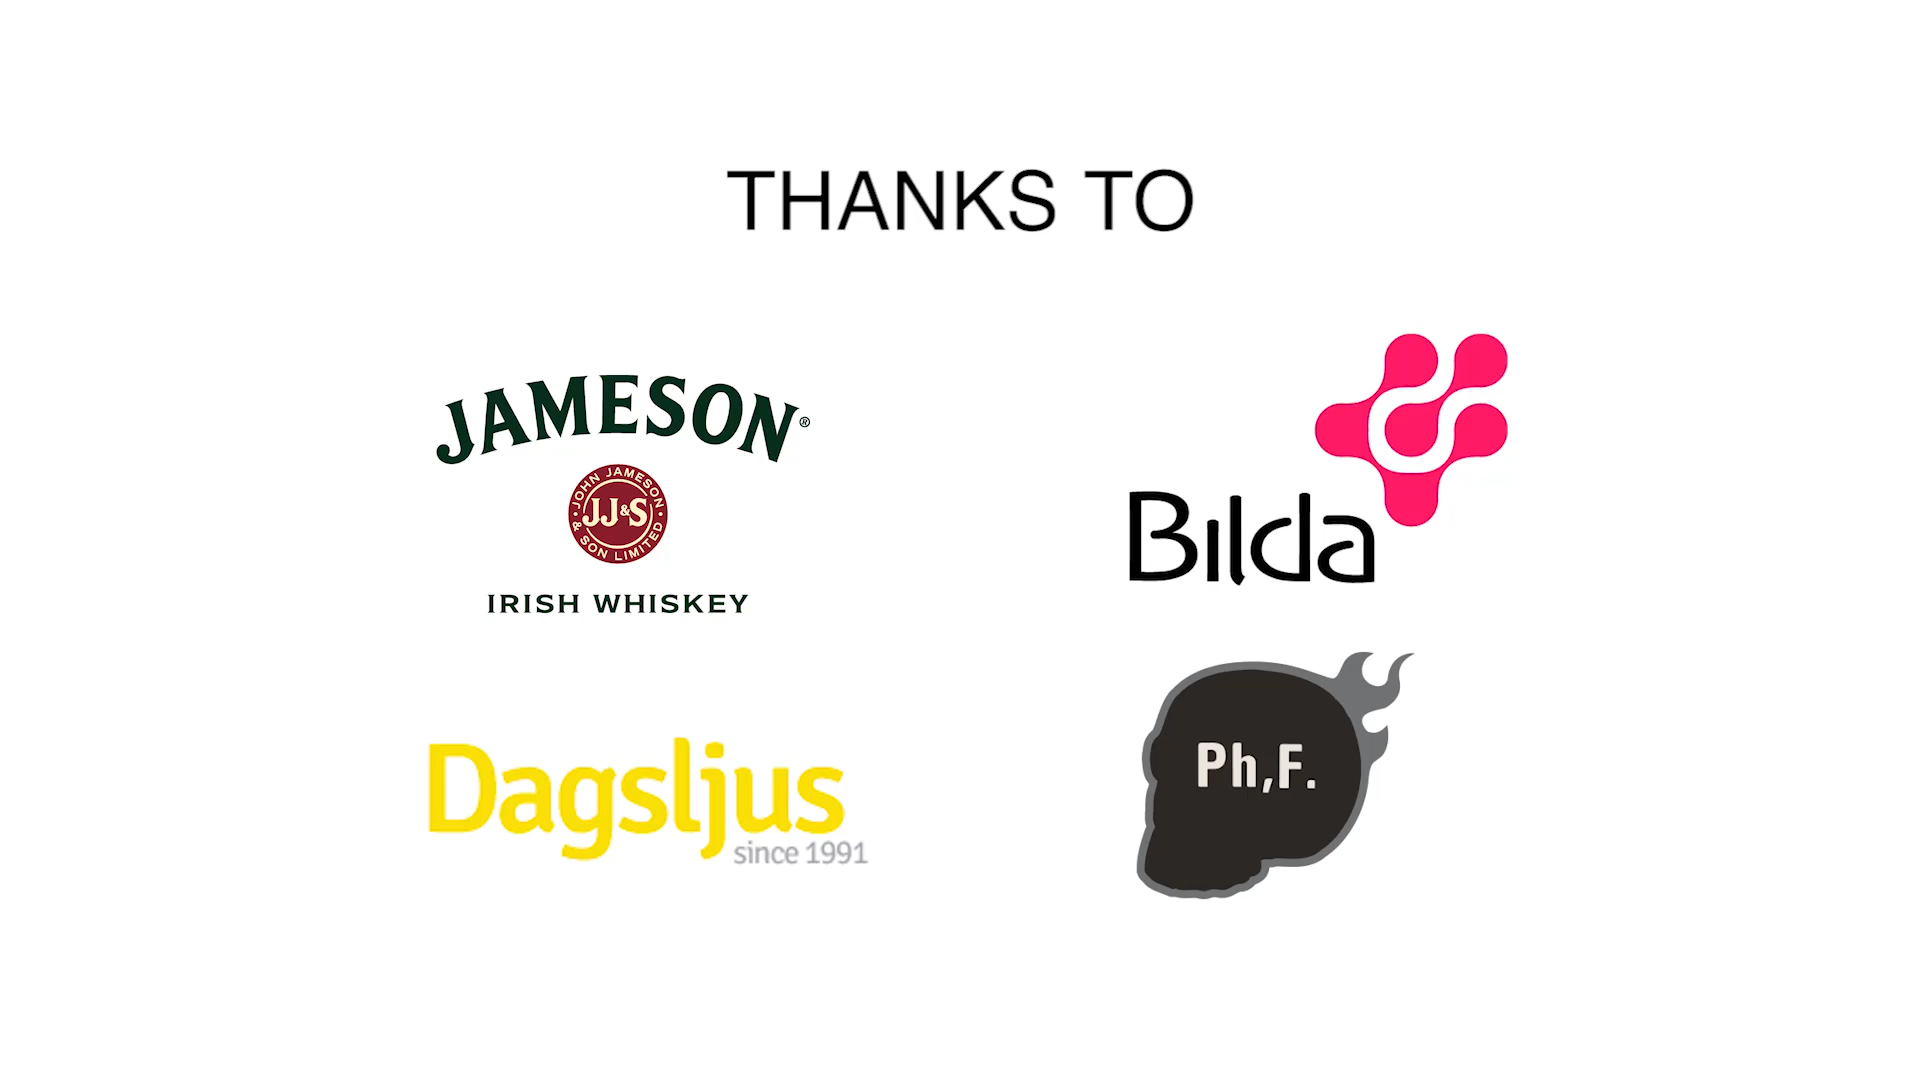 THANKS TO
JAMESON®
JOHN JAMESON
JJ&S
& SON LIMITED
IRISH WHISKEY
Bilda
Dagsljus
since 1991
Ph,F.